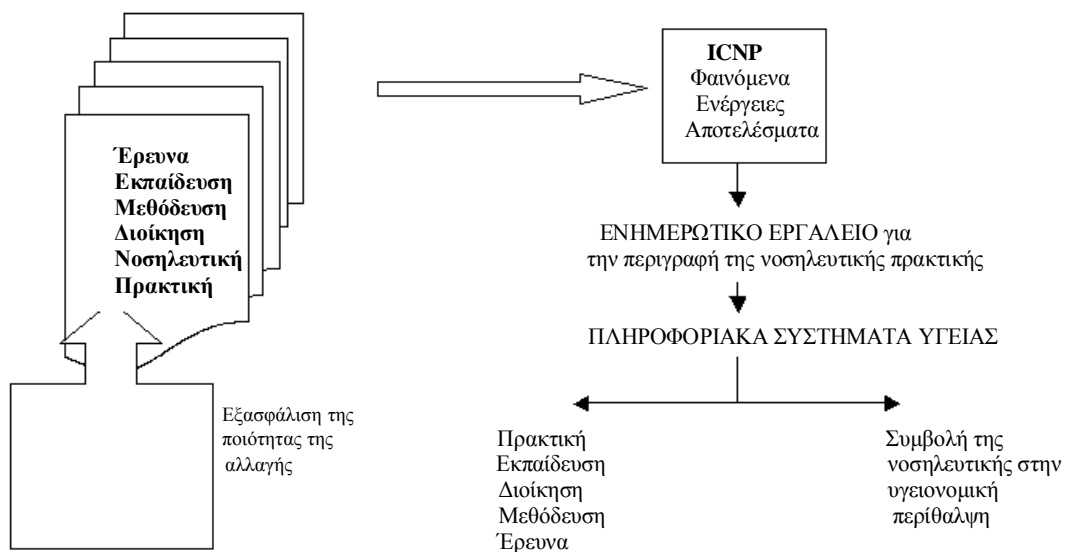 Έρευνα
Εκπαίδευση
Μεθόδευση
Διοίκηση
Νοσηλευτική
Πρακτική
Εξασφάλιση της
ποιότητας της
αλλαγής
ICNP
Φαινόμενα
Ενέργειες
Αποτελέσματα
ΕΝΗΜΕΡΩΤΙΚΟ ΕΡΓΑΛΕΙΟ για
την περιγραφή της νοσηλευτικής πρακτικής
ΠΛΗΡΟΦΟΡΙΑΚΑ ΣΥΣΤΗΜΑΤΑ ΥΓΕΙΑΣ
Πρακτική
Εκπαίδευση
Διοίκηση
Μεθόδευση
Έρευνα
Συμβολή της
νοσηλευτικής στην
υγειονομική
περίθαλψη